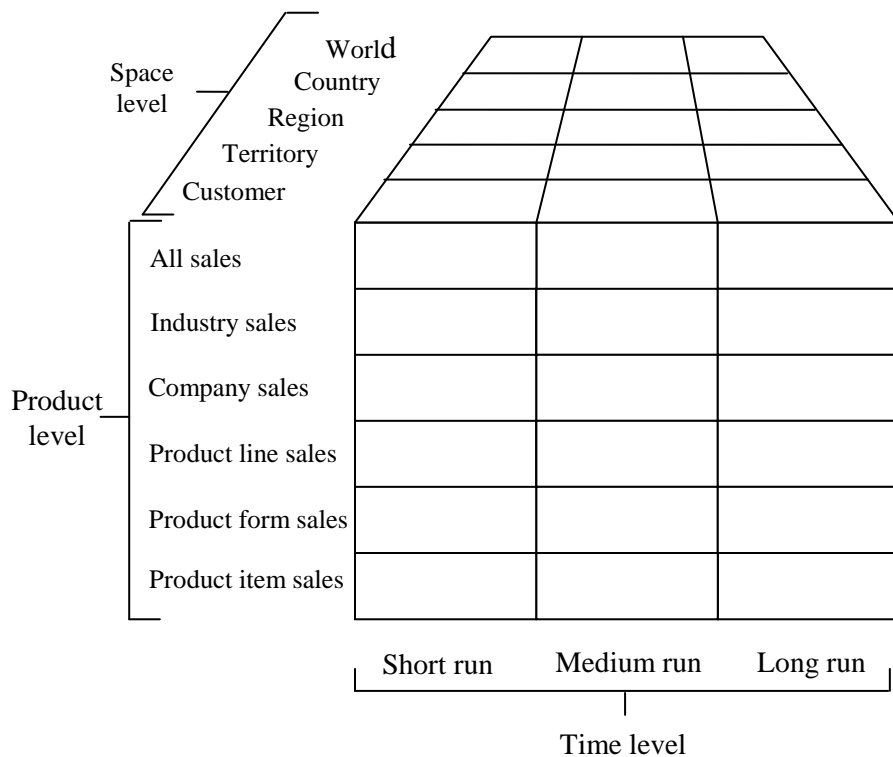 World
Space
level
Country
Region
Territory
Customer
All sales
Industry sales
Company sales
Product
level
Product line sales
Product form sales
Product item sales
Short run
Medium run
Long run
Time level